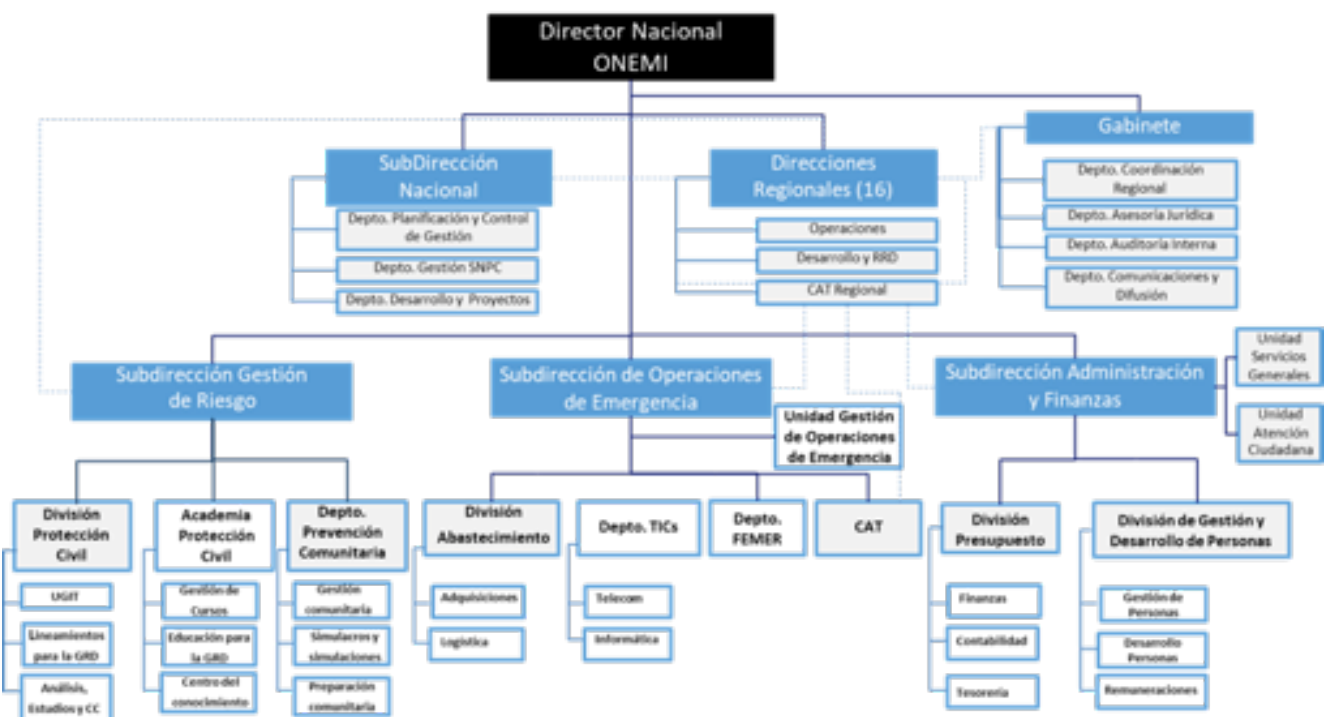 Director Nacional
ONEMI
Gabinete
SubDirección
Nacional
Direcciones
Regionales (16)
Depto. Coordinación
Regional
Depto. Asesoría Jurídica
Depto. Auditoría Interna
Depto. Comunicaciones y
Difusión
Depto. Planificación y Control
de Gestión
Depto. Gestión SNPC
Depto. Desarrollo y Proyectos
Operaciones
Desarrollo y RRD
CAT Regional
Subdirección Gestión
de Riesgo
Subdirección de Operaciones
de Emergencia
Subdirección Administración
y Finanzas
Unidad
Servicios
Generales
Unidad
Atención
Ciudadana
Unidad Gestión
de Operaciones
de Emergencia
División
Protección
Civil
Academia
Protección
Civil
Depto.
Prevención
Comunitaria
División
Abastecimiento
Depto. TICs
Depto.
FEMER
CAT
División
Presupuesto
División de Gestión y
Desarrollo de Personas
UGIT
Lineamientos
para la GRD
Análisis,
Estudios y CC
Gestión de
Cursos
Educación para
la GRD
Centro del
conocimiento
Gestión
comunitaria
Simulacros y
simulaciones
Preparación
comunitaria
Adquisiciones
Logística
Telecom
Informática
Finanzas
Contabilidad
Tesorería
Gestión de
Personas
Desarrollo
Personas
Remuneraciones